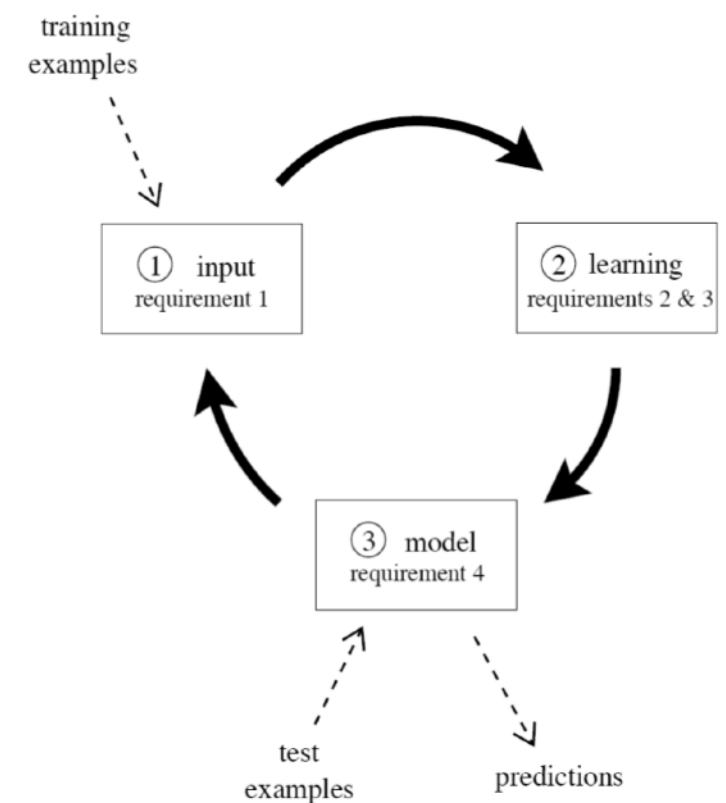 training
examples
① input
requirement 1
② learning
requirements 2 & 3
③ model
requirement 4
test
examples
predictions